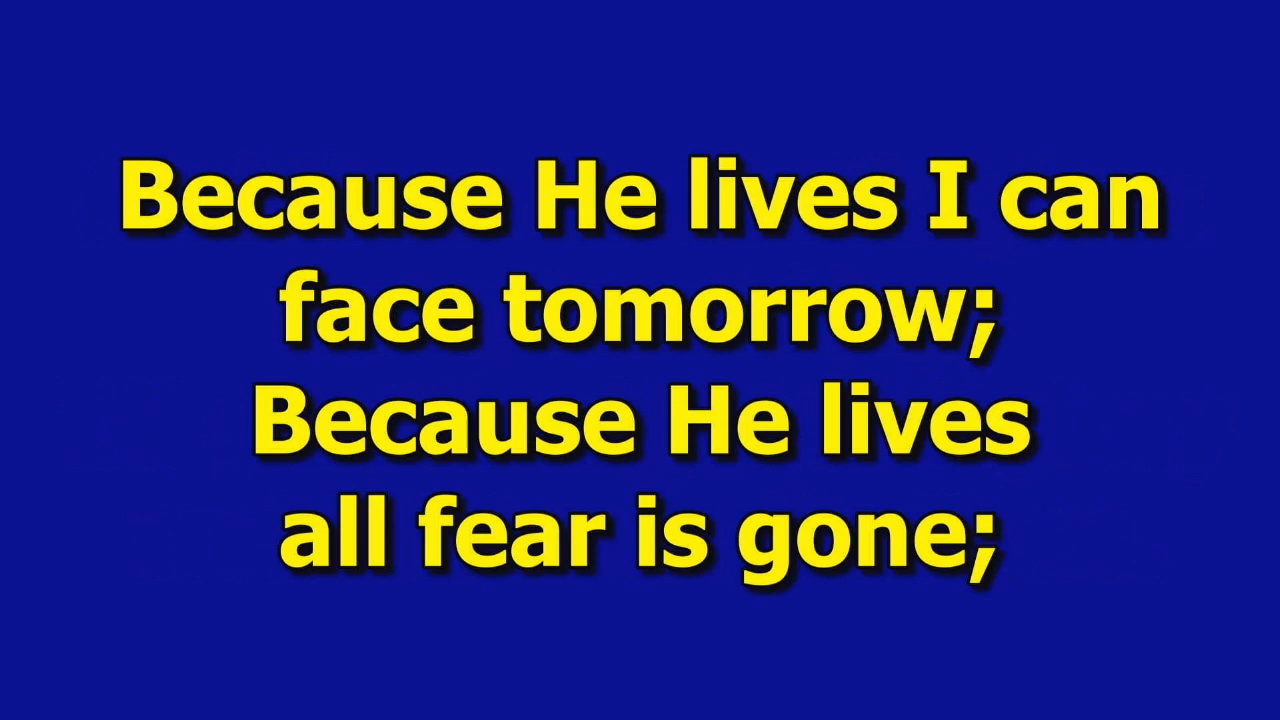 Because He lives I can
face tomorrow;
Because He lives
all fear is gone;